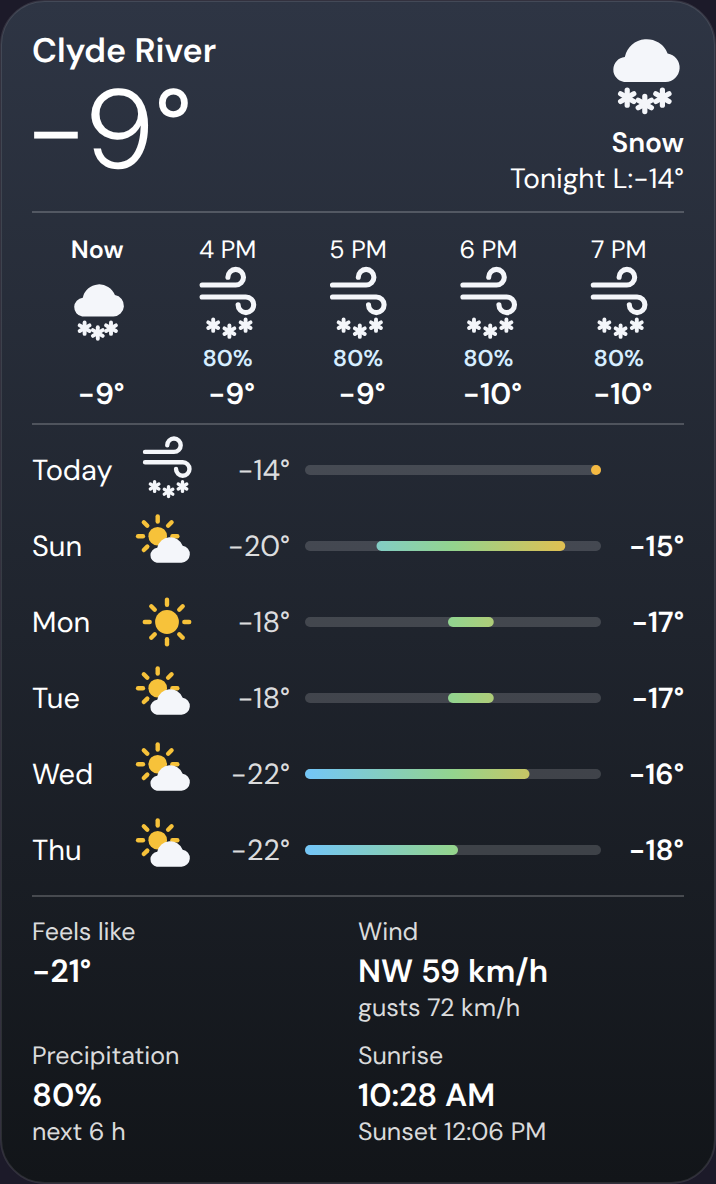 Clyde River
-9°
Snow
Tonight L:-14°
Now 4 PM 5 PM 6 PM 7 PM
80% 80% 80% 80%
-9° -9° -9° -10° -10°
Today -14°
Sun -20° -15°
Mon -18° -17°
Tue -18° -17°
Wed -22° -16°
Thu -22° -18°
Feels like
-21°
Wind
NW 59 km/h
gusts 72 km/h
Precipitation
80%
next 6 h
Sunrise
10:28 AM
Sunset 12:06 PM